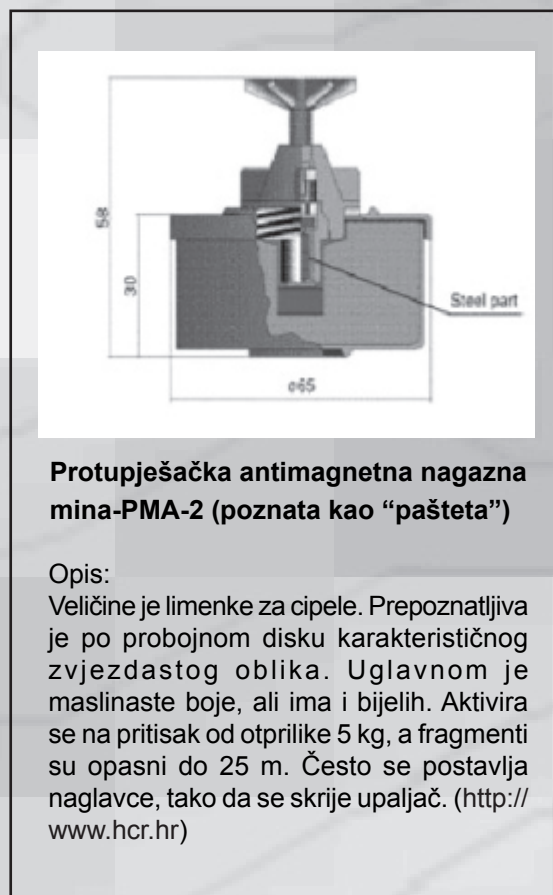 58
30
Steel part
ø65
Protupješačka antimagnetna nagazna
mina-PMA-2 (poznata kao “pašteta”)
Opis:
Veličine je limenke za cipele. Prepoznatljiva
je po probojnom disku karakterističnog
zvjezdastog oblika. Uglavnom je
maslinaste boje, ali ima i bijelih. Aktivira
se na pritisak od otprilike 5 kg, a fragmenti
su opasni do 25 m. Često se postavlja
naglavce, tako da se skrije upaljač. (http://
www.hcr.hr)